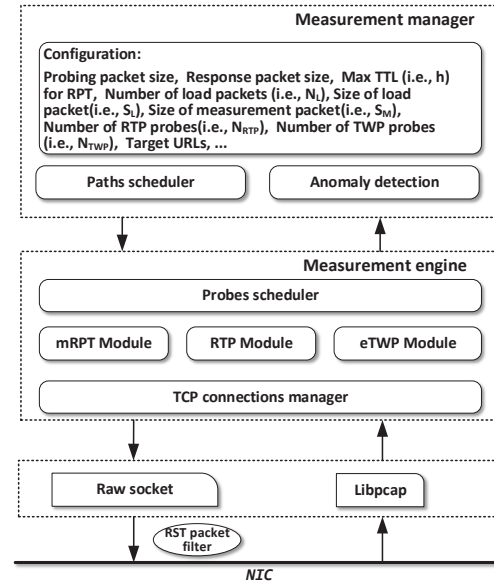 Measurement manager
Configuration:
Probing packet size, Response packet size, Max TTL (i.e., h)
for RPT, Number of load packets (i.e., NL), Size of load
packet(i.e., SL), Size of measurement packet(i.e., SM),
Number of RTP probes(i.e., NRTP), Number of TWP probes
(i.e., NTWP), Target URLs, ...
Paths scheduler
Anomaly detection
Measurement engine
Probes scheduler
mRPT Module
RTP Module
eTWP Module
TCP connections manager
Raw socket
Libpcap
RST packet
filter
NIC